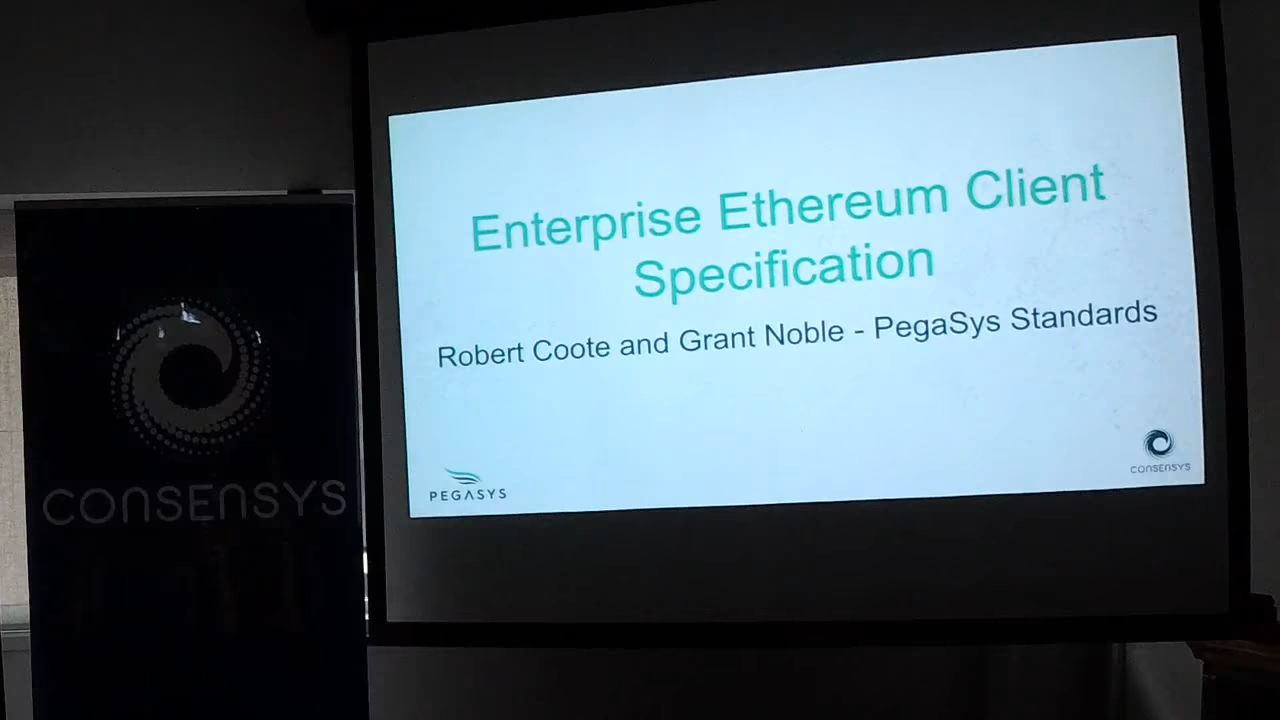 Enterprise Ethereum Client
Specification
Robert Coote and Grant Noble - PegaSys Standards
PEGASYS
CONSENSYS
CONSENSYS